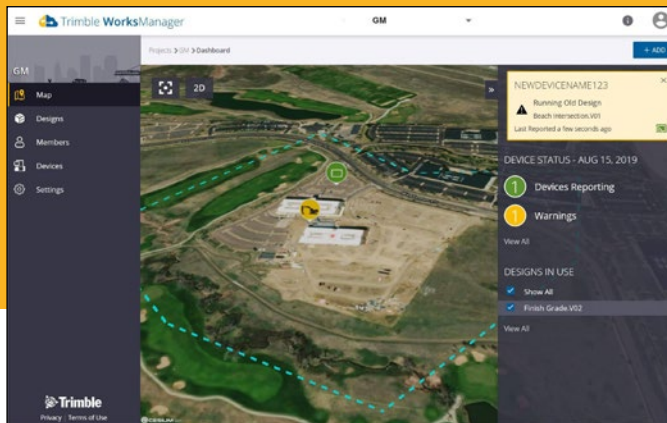 Trimble WorksManager
GM
Projects > GM > Dashboard
+ ADD
GM
Map
Designs
Members
Devices
Settings
2D
»
NEWDEVICENAME123
Running Old Design
Beach Intersection.V01
Last Reported a few seconds ago
DEVICE STATUS - AUG 15, 2019
1 Devices Reporting
1 Warnings
View All
DESIGNS IN USE
Show All
Finish Grade.V02
View All
Trimble
Privacy | Terms of Use
CESIUM